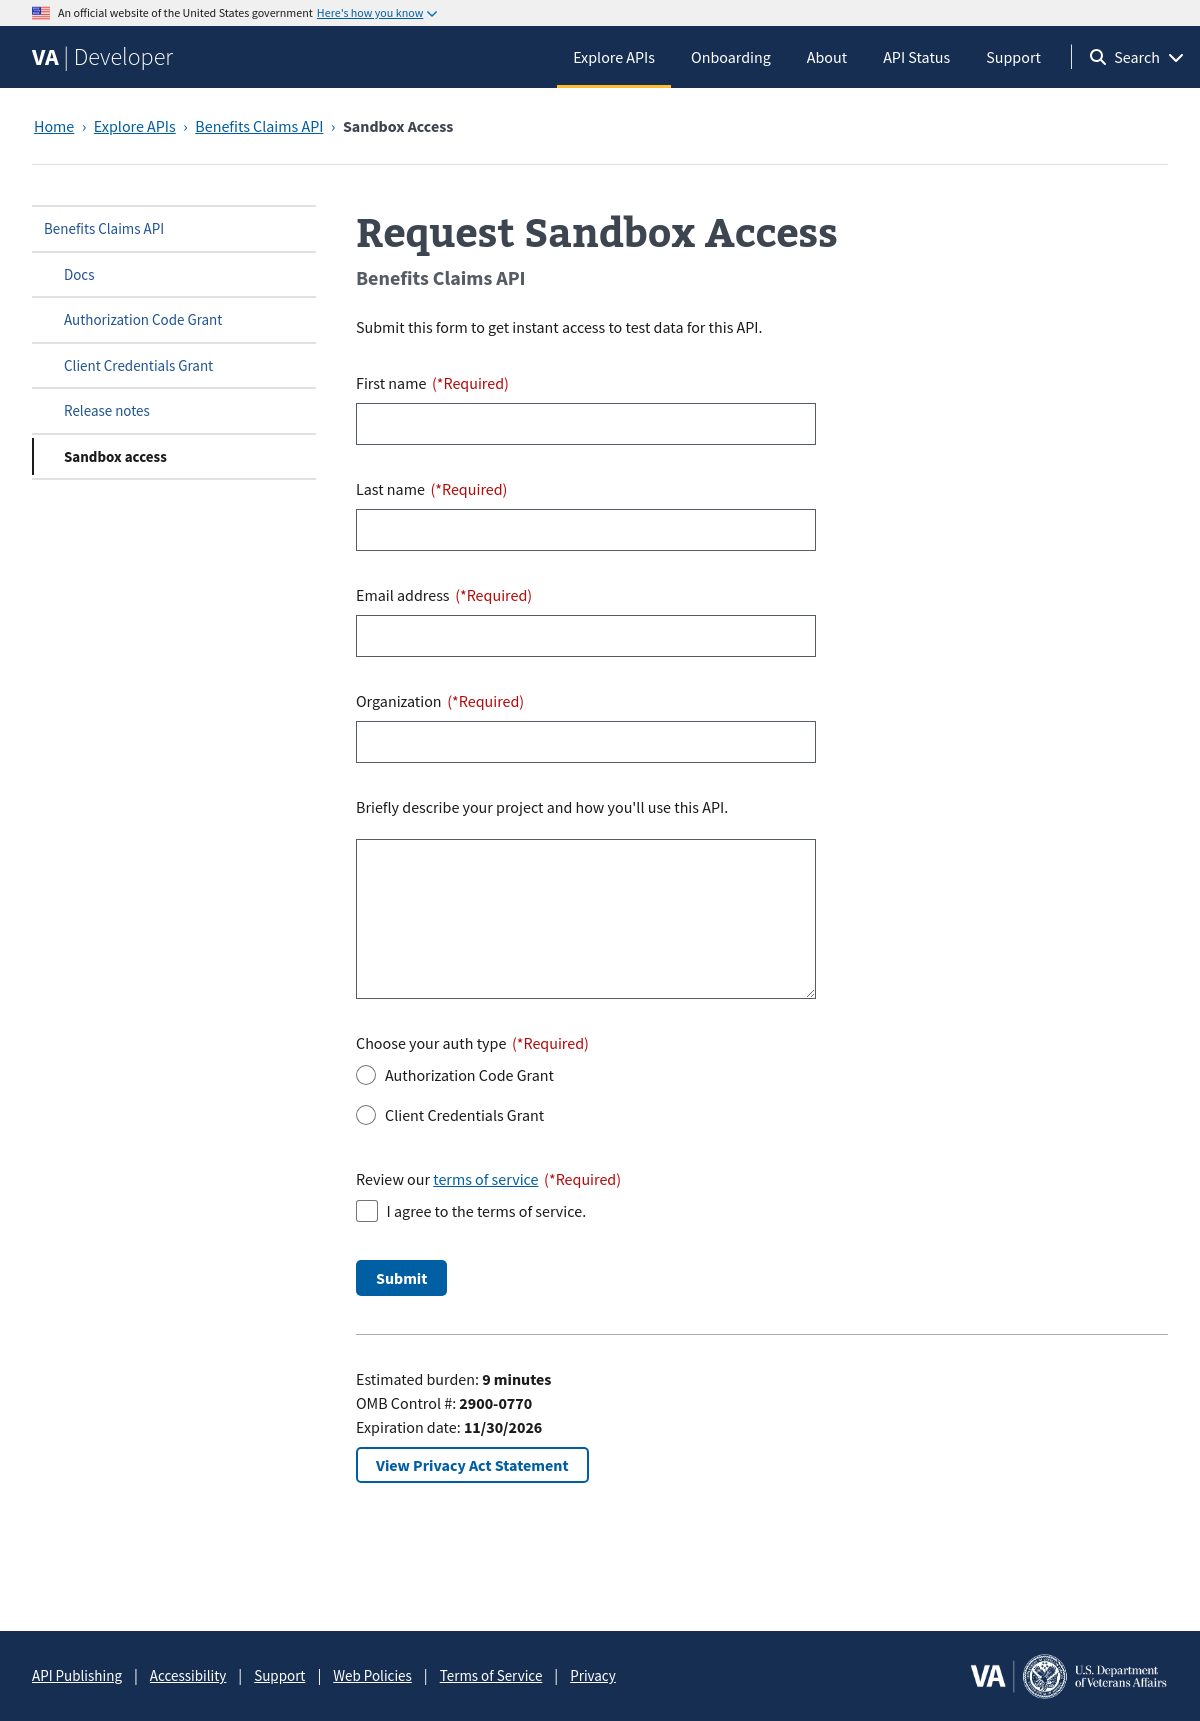 An official website of the United States government Here's how you know
VA | Developer
Explore APIs Onboarding About API Status Support Search
Home › Explore APIs › Benefits Claims API › Sandbox Access
Benefits Claims API
Docs
Authorization Code Grant
Client Credentials Grant
Release notes
Sandbox access
Request Sandbox Access
Benefits Claims API
Submit this form to get instant access to test data for this API.
First name (*Required)
Last name (*Required)
Email address (*Required)
Organization (*Required)
Briefly describe your project and how you'll use this API.
Choose your auth type (*Required)
Authorization Code Grant
Client Credentials Grant
Review our terms of service (*Required)
I agree to the terms of service.
Submit
Estimated burden: 9 minutes
OMB Control #: 2900-0770
Expiration date: 11/30/2026
View Privacy Act Statement
API Publishing | Accessibility | Support | Web Policies | Terms of Service | Privacy
VA | U.S. Department
of Veterans Affairs